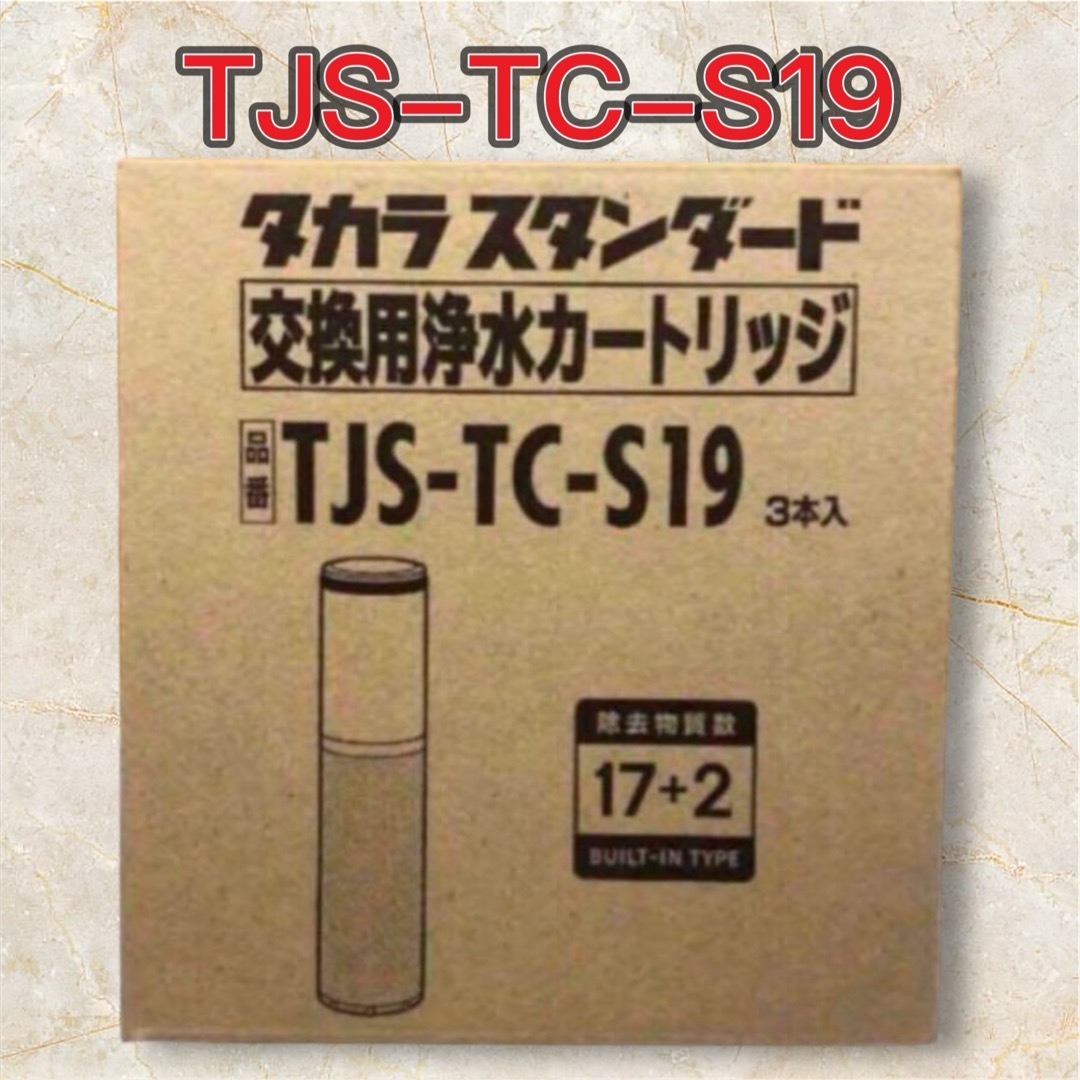 TJS-TC-S19
タカラスタンダード
交換用浄水カートリッジ
品番 TJS-TC-S19 3本入
除去物質数
17+2
BUILT-IN TYPE